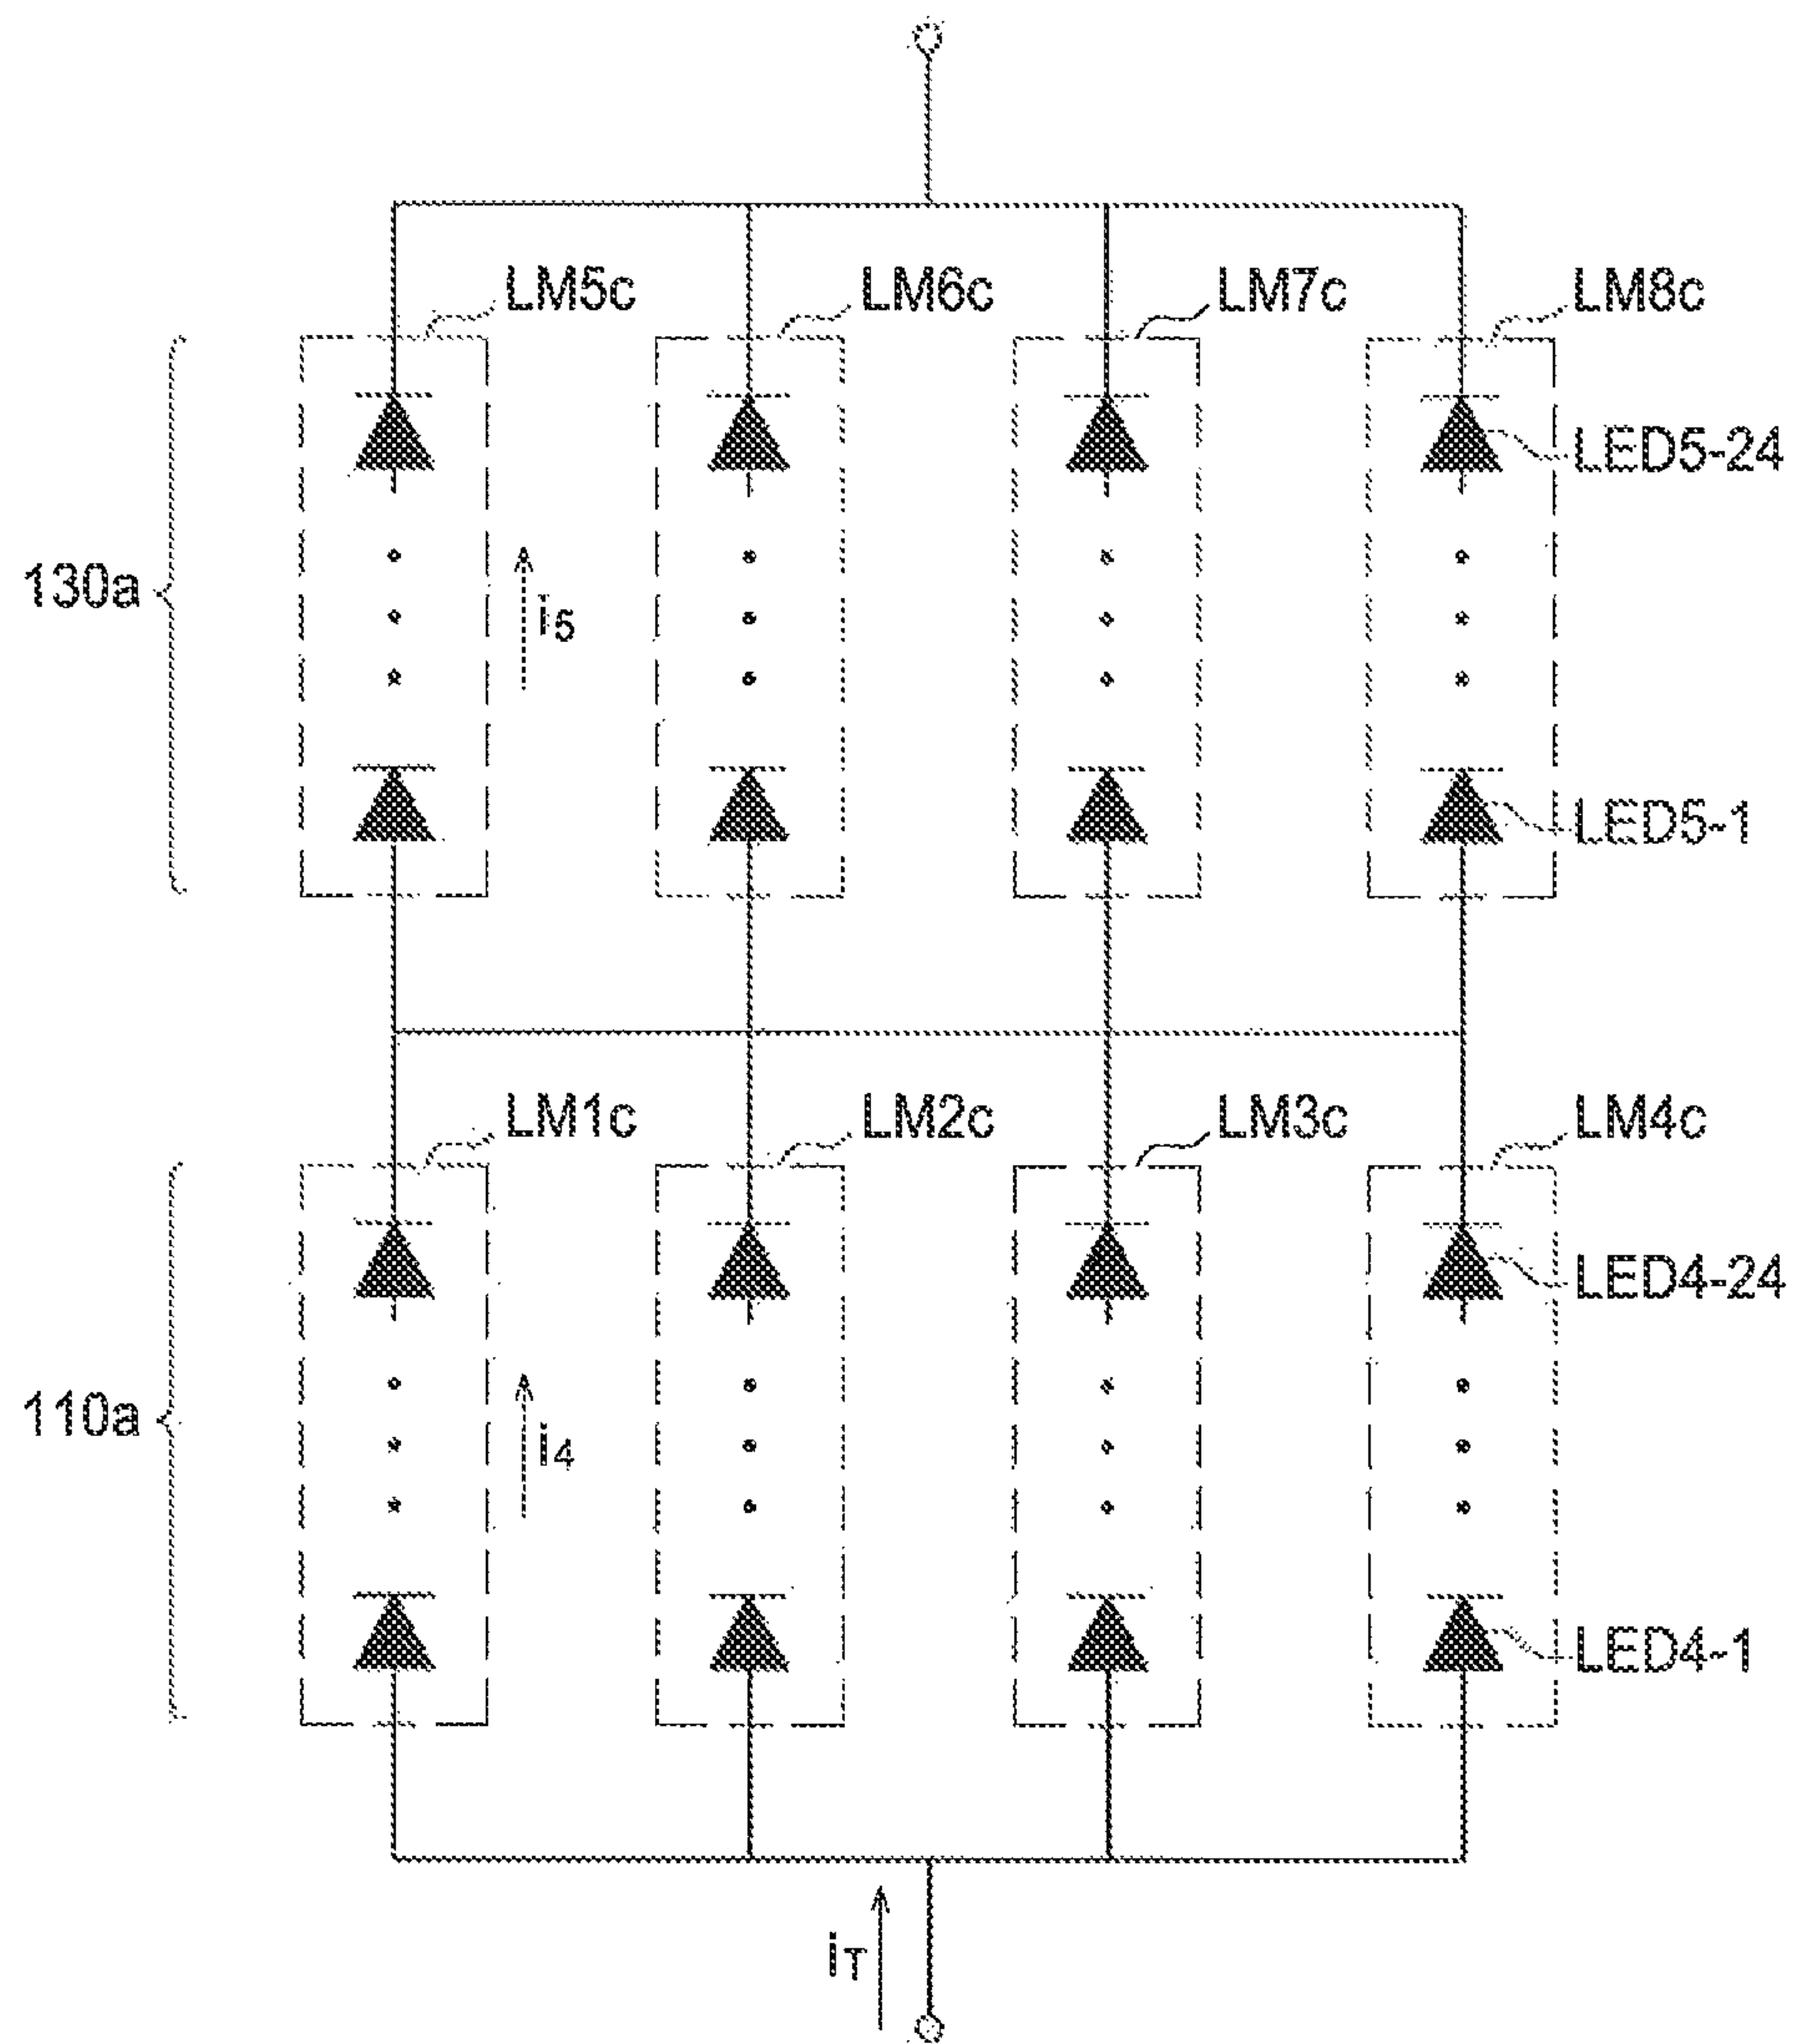 LM5c LM6c LM7c LM8c
LED5-24
130a
i5
LED5-1
LM1c LM2c LM3c LM4c
LED4-24
110a
i4
LED4-1
iT